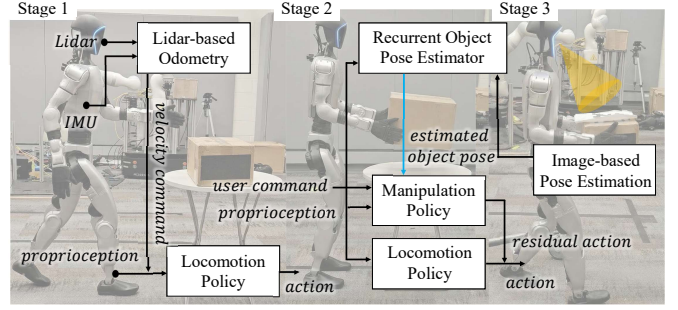 Stage 1
Stage 2
Stage 3
Lidar
Lidar-based
Odometry
IMU
velocity command
proprioception
Locomotion
Policy
action
Recurrent Object
Pose Estimator
estimated
object pose
Image-based
Pose Estimation
user command
proprioception
Manipulation
Policy
Locomotion
Policy
residual action
action